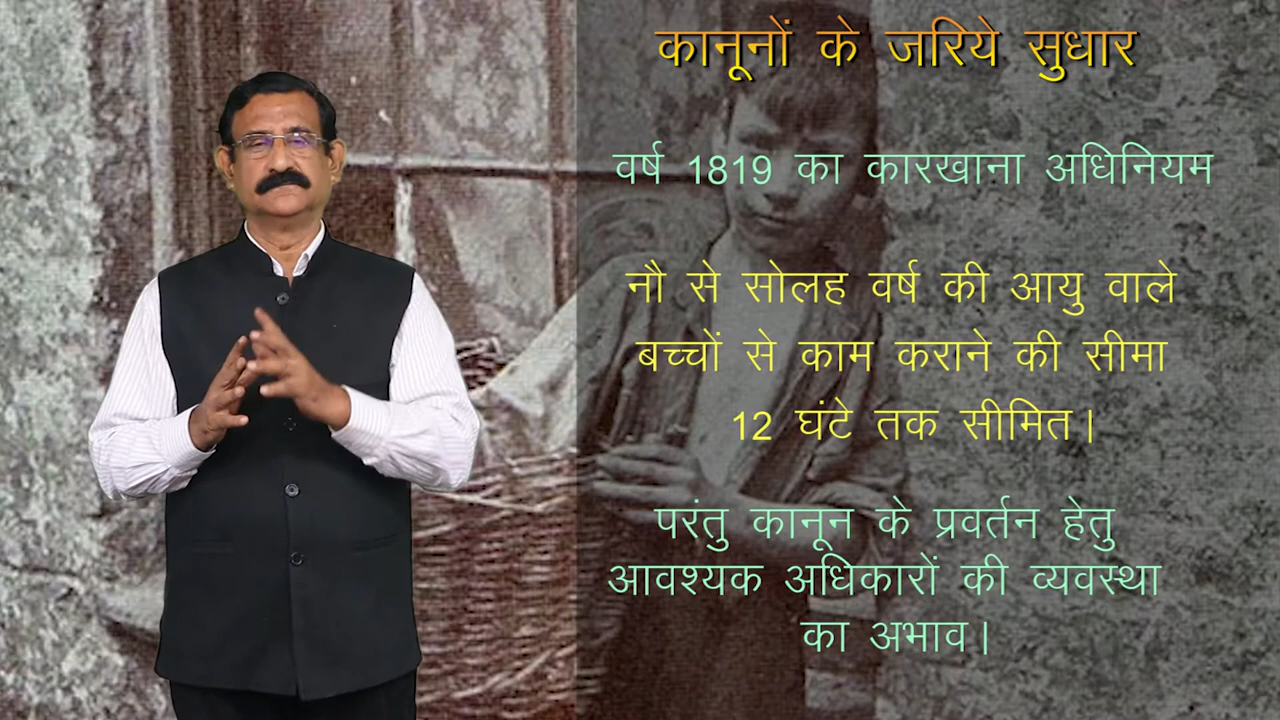 कानूनों के जरिये सुधार
वर्ष 1819 का कारखाना अधिनियम
नौ से सोलह वर्ष की आयु वाले
बच्चों से काम कराने की सीमा
12 घंटे तक सीमित।
परंतु कानून के प्रवर्तन हेतु
आवश्यक अधिकारों की व्यवस्था
का अभाव।